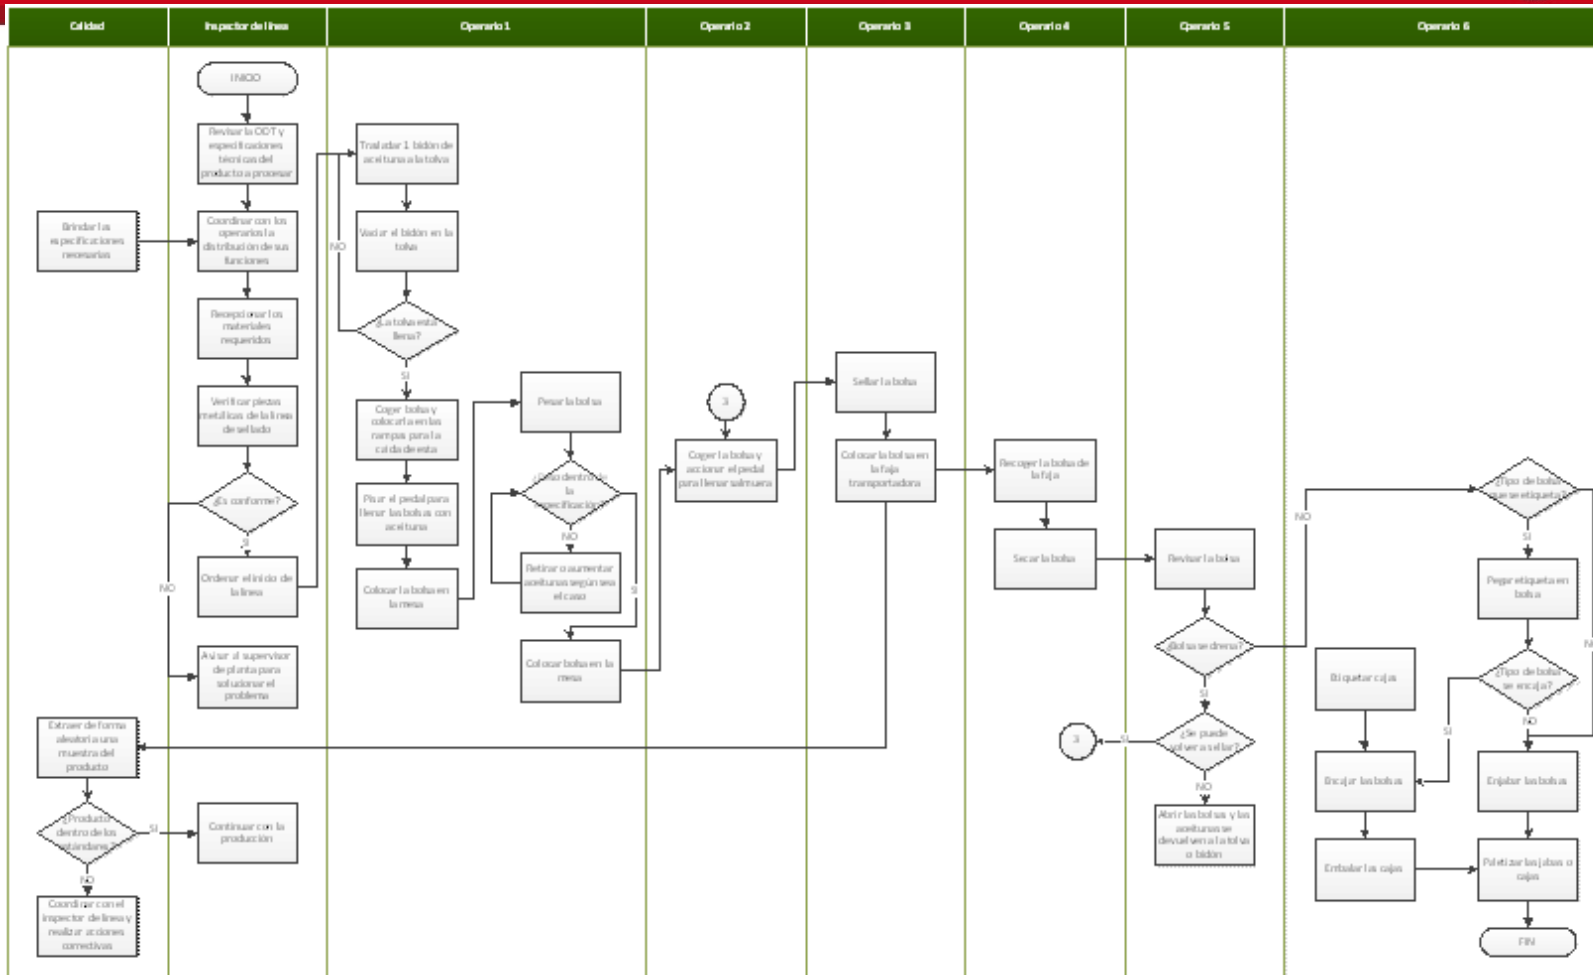 Calidad
Inspector de línea
Operario 1
Operario 2
Operario 3
Operario 4
Operario 5
Operario 6
INICIO
Revisar la ODT y
especificaciones
técnicas del
producto a procesar
Brindar las
especificaciones
necesarias
Coordinar con los
operarios la
distribución de sus
funciones
Recepcionar los
materiales
requeridos
Verificar piezas
metálicas de la linea
de sellado
¿Es conforme?
SI
NO
Ordenar el inicio de
la linea
Avisar al supervisor
de planta para
solucionar el
problema
Extraer de forma
aleatoria una
muestra del
producto
¿Producto
dentro de los
estándares?
SI
Continuar con la
producción
NO
Coordinar con el
inspector de linea y
realizar acciones
correctivas
Trasladar 1 bidón de
aceituna a la tolva
Vaciar el bidón en la
tolva
NO
¿La tolva está
llena?
SI
Coger bolsa y
colocarla en las
rampas para la
caída de esta
Pisar el pedal para
llenar las bolsas con
aceituna
Colocar la bolsa en
la mesa
Pesar la bolsa
¿Peso dentro de
la
especificación?
NO
Retirar o aumentar
aceitunas según sea
el caso
SI
Colocar bolsa en la
mesa
3
Coger la bolsa y
accionar el pedal
para llenar salmuera
Sellar la bolsa
Colocar la bolsa en
la faja
transportadora
Recoger la bolsa de
la faja
Secar la bolsa
Revisar la bolsa
¿Bolsa se drena?
NO
SI
¿Se puede
volver a sellar?
SI
3
NO
Abrir las bolsas y las
aceitunas se
devuelven a la tolva
o bidón
¿Tipo de bolsa
que se etiqueta?
SI
Pegar etiqueta en
bolsa
¿Tipo de bolsa
se encaja?
NO
SI
Etiquetar cajas
Encajar las bolsas
Enjabar las bolsas
Embalar las cajas
Paletizar las jabas o
cajas
FIN